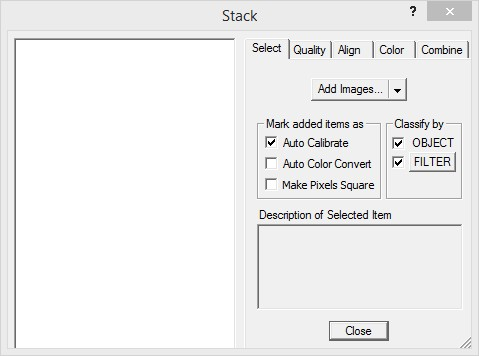 Stack
?
Select Quality Align Color Combine
Add Images...
Mark added items as
Auto Calibrate
Auto Color Convert
Make Pixels Square
Classify by
OBJECT
FILTER
Description of Selected Item
Close